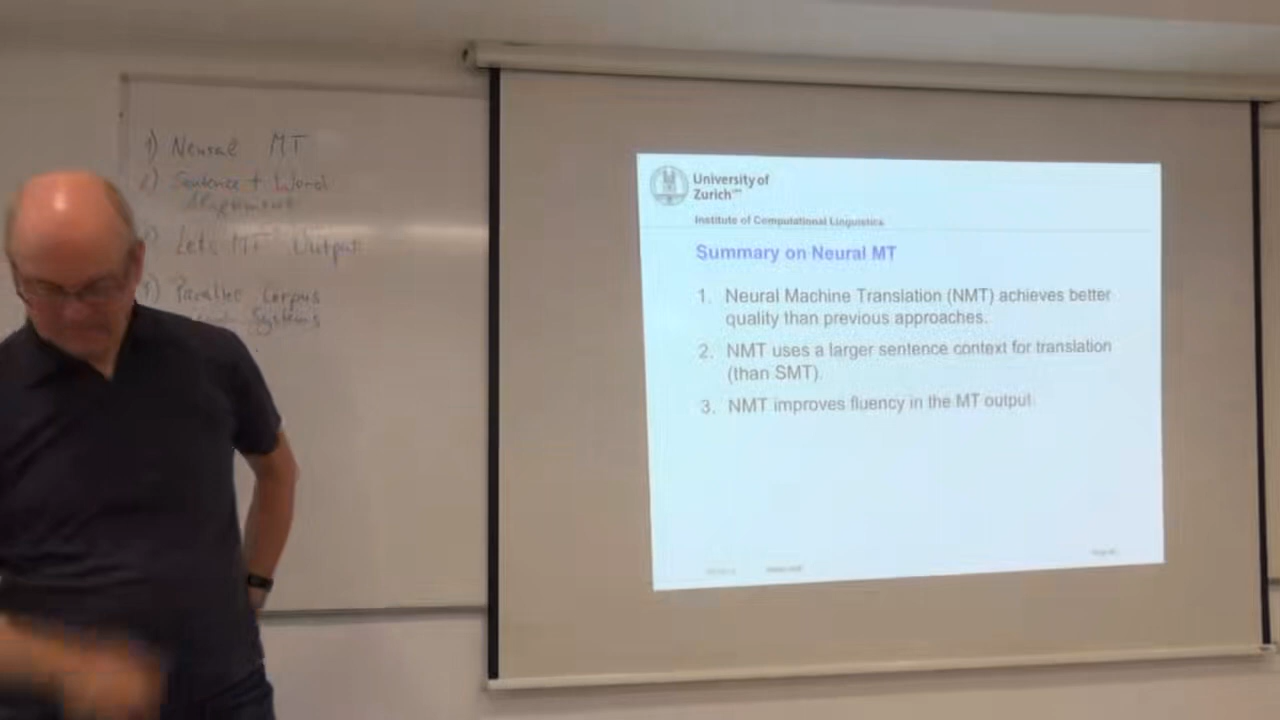 1) Neural MT
2) Sentence + Word
Alignment
Lets MT Output
4) Parallel Corpus
Systems
University of
Zurich
Institute of Computational Linguistics
Summary on Neural MT
1. Neural Machine Translation (NMT) achieves better
quality than previous approaches.
2. NMT uses a larger sentence context for translation
(than SMT).
3. NMT improves fluency in the MT output.